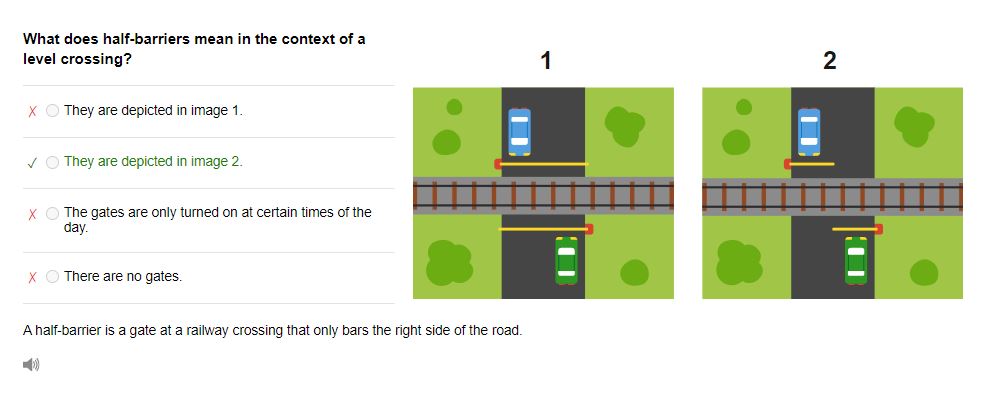 What does half-barriers mean in the context of a
level crossing?
1
2
X They are depicted in image 1.
✓ They are depicted in image 2.
X The gates are only turned on at certain times of the
day.
X There are no gates.
A half-barrier is a gate at a railway crossing that only bars the right side of the road.